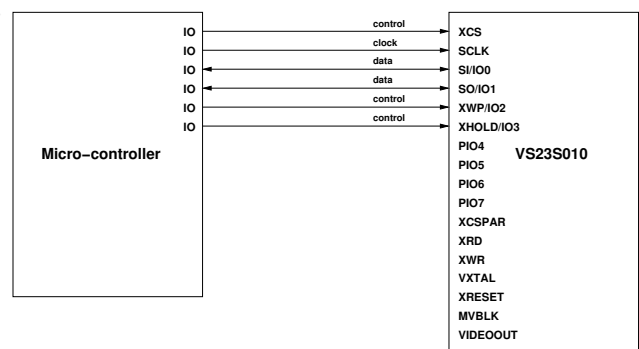 control
IO XCS
clock
IO SCLK
data
IO SI/IO0
data
IO SO/IO1
control
IO XWP/IO2
control
IO XHOLD/IO3
PIO4
Micro-controller PIO5 VS23S010
PIO6
PIO7
XCSPAR
XRD
XWR
VXTAL
XRESET
MVBLK
VIDEOOUT